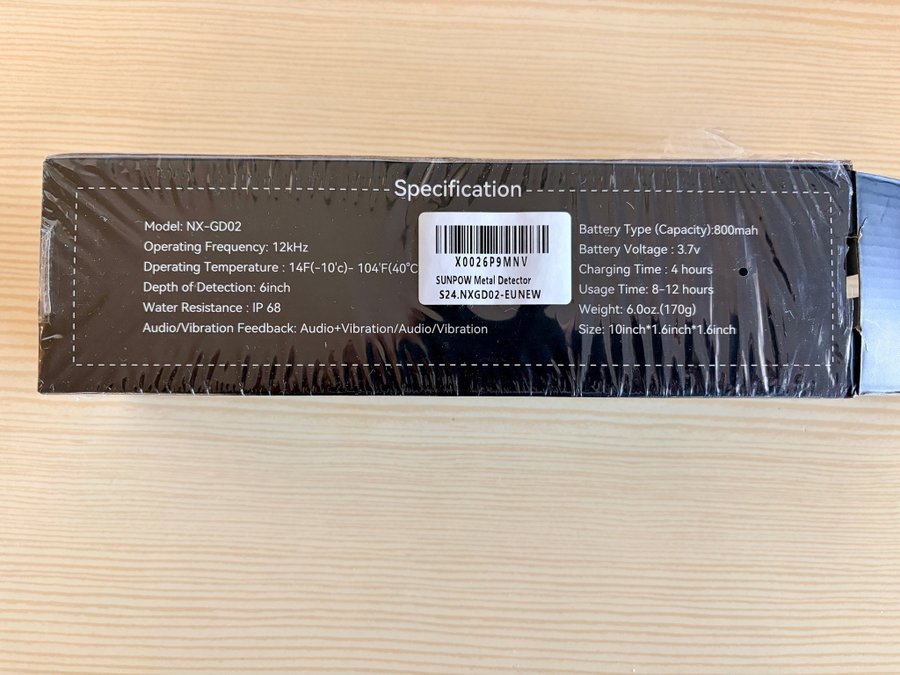 Specification
Model: NX-GD02
Operating Frequency: 12kHz
Dperating Temperature : 14F(-10'c)- 104'F(40°C
Depth of Detection: 6inch
Water Resistance : IP 68
Audio/Vibration Feedback: Audio+Vibration/Audio/Vibration
X0026P9MNV
SUNPOW Metal Detector
S24.NXGD02-EUNEW
Battery Type (Capacity):800mah
Battery Voltage : 3.7v
Charging Time : 4 hours
Usage Time: 8-12 hours
Weight: 6.0oz.(170g)
Size: 10inch*1.6inch*1.6inch